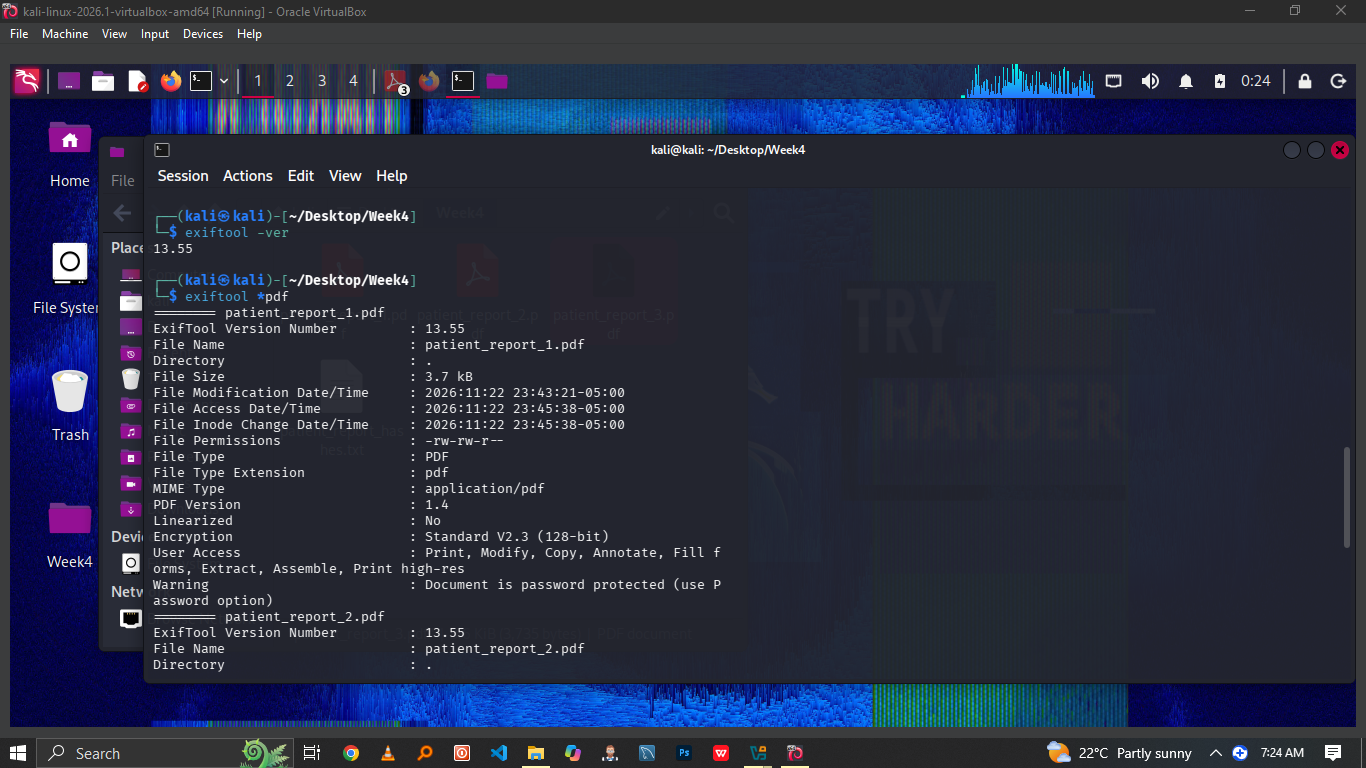 kali-linux-2026.1-virtualbox-amd64 [Running] - Oracle VirtualBox
File Machine View Input Devices Help
1 2 3 4
3
0:24
kali@kali: ~/Desktop/Week4
Session Actions Edit View Help
Home
File System
Trash
Week4
File
Places
Devic
Netw
Week4
┌──(kali㉿kali)-[~/Desktop/Week4]
└─$ exiftool -ver
13.55
┌──(kali㉿kali)-[~/Desktop/Week4]
└─$ exiftool *pdf
======== patient_report_1.pdf
ExifTool Version Number : 13.55
File Name : patient_report_1.pdf
Directory : .
File Size : 3.7 kB
File Modification Date/Time : 2026:11:22 23:43:21-05:00
File Access Date/Time : 2026:11:22 23:45:38-05:00
File Inode Change Date/Time : 2026:11:22 23:45:38-05:00
File Permissions : -rw-rw-r--
File Type : PDF
File Type Extension : pdf
MIME Type : application/pdf
PDF Version : 1.4
Linearized : No
Encryption : Standard V2.3 (128-bit)
User Access : Print, Modify, Copy, Annotate, Fill f
orms, Extract, Assemble, Print high-res
Warning : Document is password protected (use P
assword option)
======== patient_report_2.pdf
ExifTool Version Number : 13.55
File Name : patient_report_2.pdf
Directory : .
TRY
HARDER
Search
22°C Partly sunny
7:24 AM